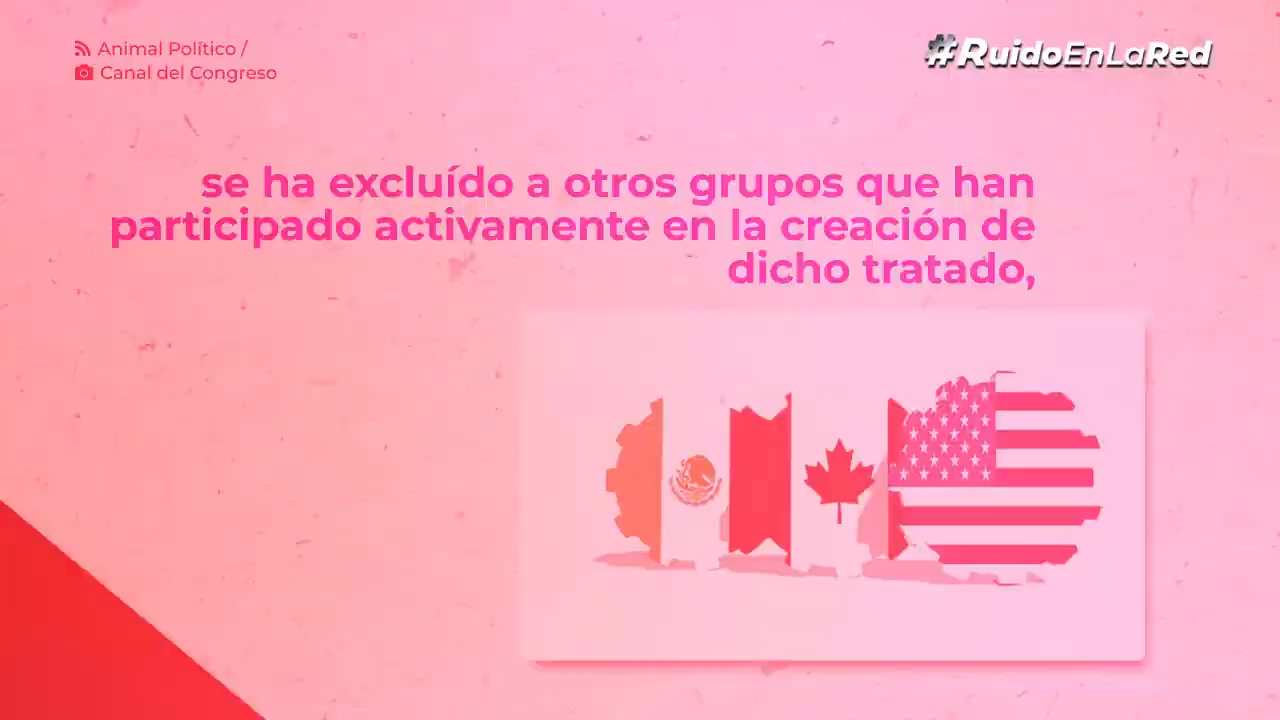 Animal Político /
Canal del Congreso
#RuidoEnLaRed
se ha excluído a otros grupos que han
participado activamente en la creación de
dicho tratado,